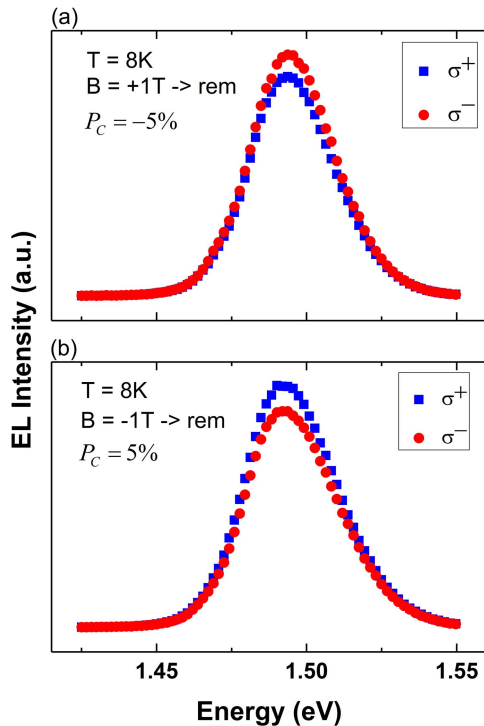 (a)
T = 8K
B = +1T -> rem
P_C = −5%
σ⁺
σ⁻
(b)
T = 8K
B = -1T -> rem
P_C = 5%
σ⁺
σ⁻
EL Intensity (a.u.)
1.45 1.50 1.55
Energy (eV)